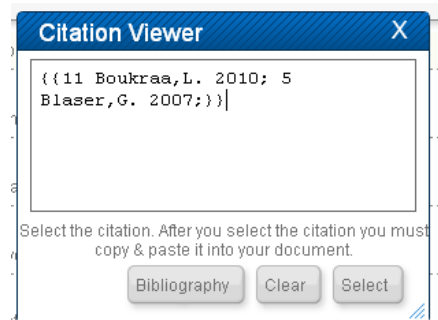 Citation Viewer X
{{11 Boukraa,L. 2010; 5
Blaser,G. 2007;}}
Select the citation. After you select the citation you must
copy & paste it into your document.
Bibliography Clear Select